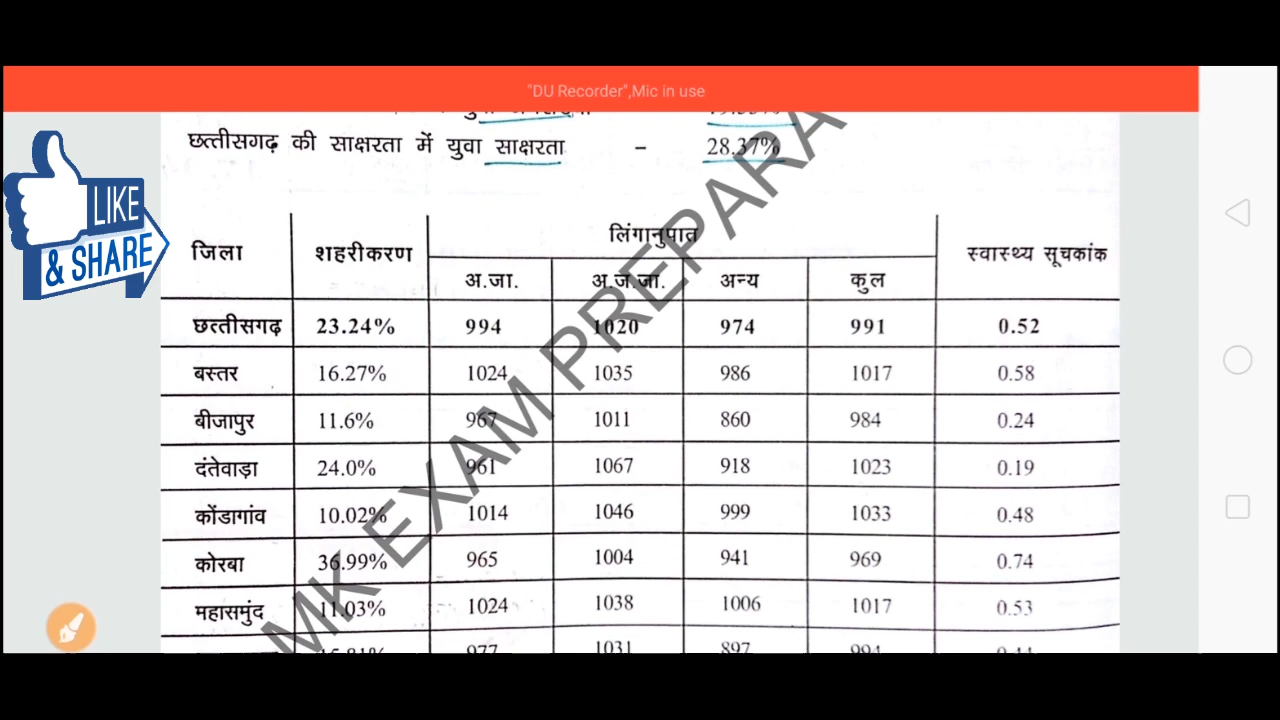 "DU Recorder",Mic in use
छत्तीसगढ़ की साक्षरता में युवा साक्षरता – 28.37%
LIKE
& SHARE
जिला शहरीकरण लिंगानुपात स्वास्थ्य सूचकांक
अ.जा. अ.ज.जा. अन्य कुल
छत्तीसगढ़ 23.24% 994 1020 974 991 0.52
बस्तर 16.27% 1024 1035 986 1017 0.58
बीजापुर 11.6% 967 1011 860 984 0.24
दंतेवाड़ा 24.0% 961 1067 918 1023 0.19
कोंडागांव 10.02% 1014 1046 999 1033 0.48
कोरबा 36.99% 965 1004 941 969 0.74
महासमुंद 11.03% 1024 1038 1006 1017 0.53
977 1031 897 994
MK EXAM PREPARA